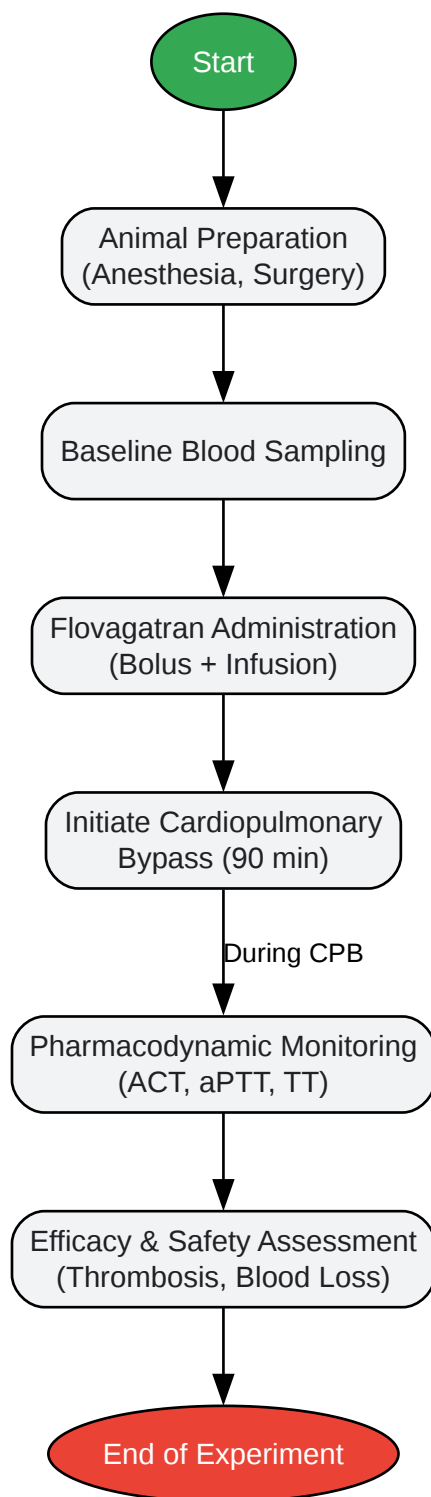 Start
Animal Preparation
(Anesthesia, Surgery)
Baseline Blood Sampling
Flovagatran Administration
(Bolus + Infusion)
Initiate Cardiopulmonary
Bypass (90 min)
During CPB
Pharmacodynamic Monitoring
(ACT, aPTT, TT)
Efficacy & Safety Assessment
(Thrombosis, Blood Loss)
End of Experiment